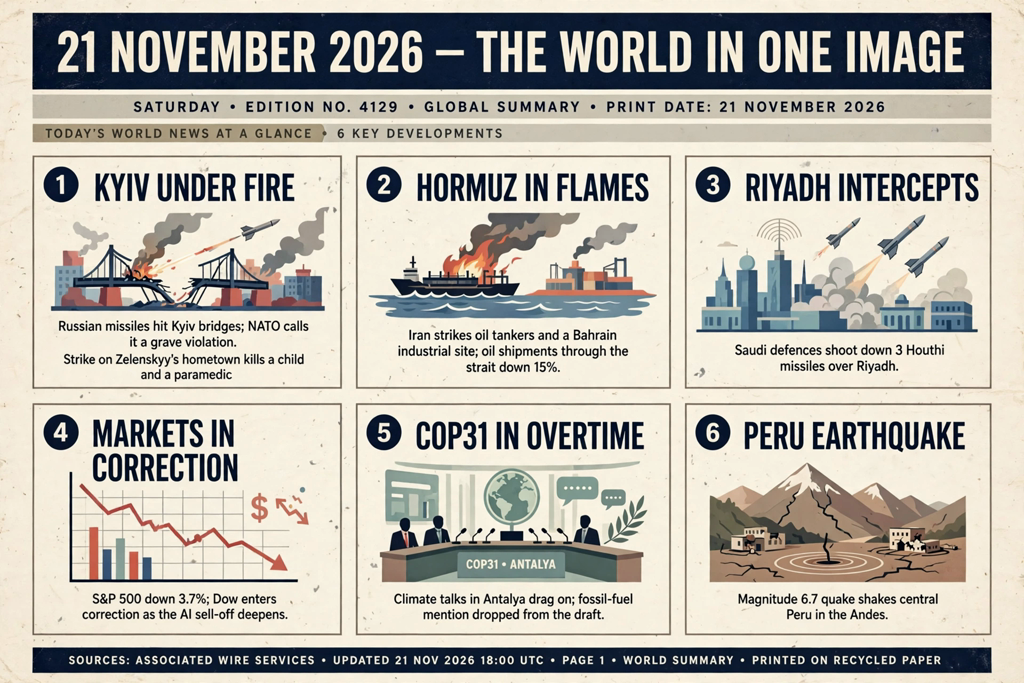 21 NOVEMBER 2026 – THE WORLD IN ONE IMAGE
SATURDAY • EDITION NO. 4129 • GLOBAL SUMMARY • PRINT DATE: 21 NOVEMBER 2026
TODAY'S WORLD NEWS AT A GLANCE • 6 KEY DEVELOPMENTS
1 KYIV UNDER FIRE
Russian missiles hit Kyiv bridges; NATO calls
it a grave violation.
Strike on Zelenskyy's hometown kills a child
and a paramedic
2 HORMUZ IN FLAMES
Iran strikes oil tankers and a Bahrain
industrial site; oil shipments through the
strait down 15%.
3 RIYADH INTERCEPTS
Saudi defences shoot down 3 Houthi
missiles over Riyadh.
4 MARKETS IN
CORRECTION
$
S&P 500 down 3.7%; Dow enters
correction as the AI sell-off deepens.
5 COP31 IN OVERTIME
COP31 • ANTALYA
Climate talks in Antalya drag on; fossil-fuel
mention dropped from the draft.
6 PERU EARTHQUAKE
Magnitude 6.7 quake shakes central
Peru in the Andes.
SOURCES: ASSOCIATED WIRE SERVICES • UPDATED 21 NOV 2026 18:00 UTC • PAGE 1 • WORLD SUMMARY • PRINTED ON RECYCLED PAPER